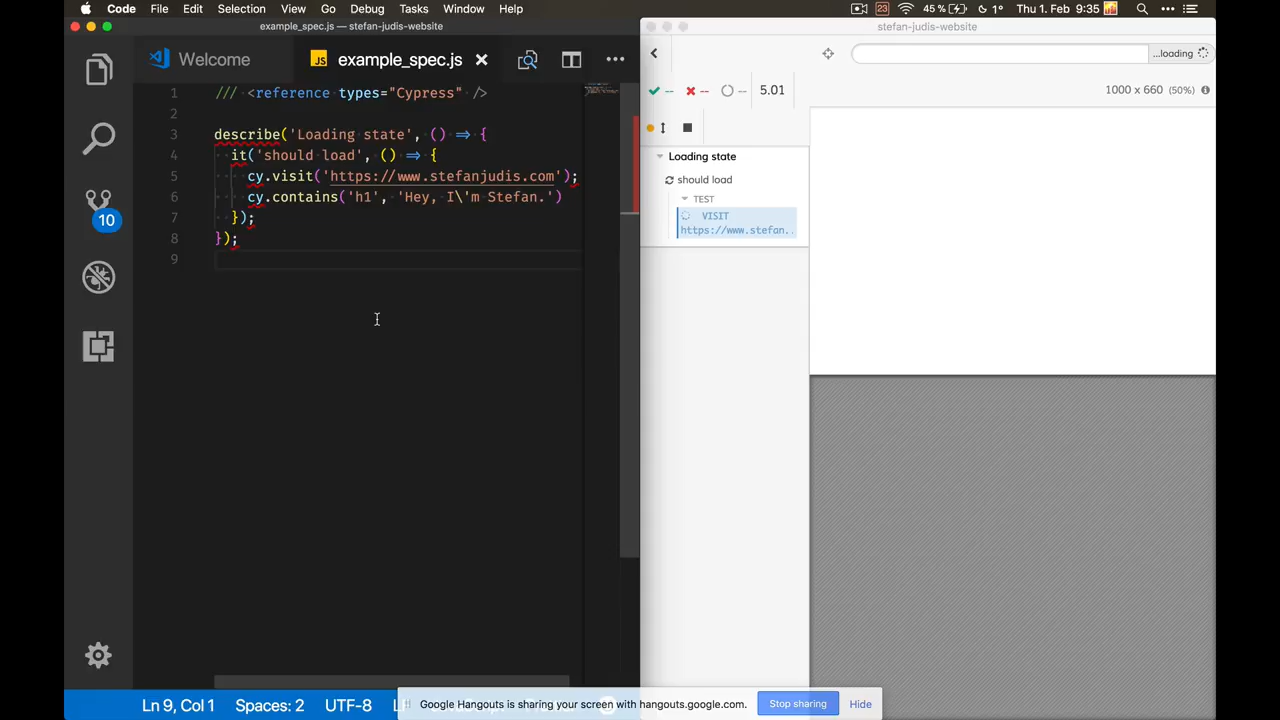 Code File Edit Selection View Go Debug Tasks Window Help 23 45 % 1° Thu 1. Feb 9:35
example_spec.js — stefan-judis-website
stefan-judis-website
Welcome
JS example_spec.js
...loading
1 /// <reference types="Cypress" />
2
3 describe('Loading state', () => {
4 it('should load', () => {
5 cy.visit('https://www.stefanjudis.com');
6 cy.contains('h1', 'Hey, I\'m Stefan.')
7 });
8 });
9
10
-- -- -- 5.01
1000 x 660 (50%)
Loading state
should load
TEST
VISIT
https://www.stefan..
Ln 9, Col 1 Spaces: 2 UTF-8
Google Hangouts is sharing your screen with hangouts.google.com. Stop sharing Hide